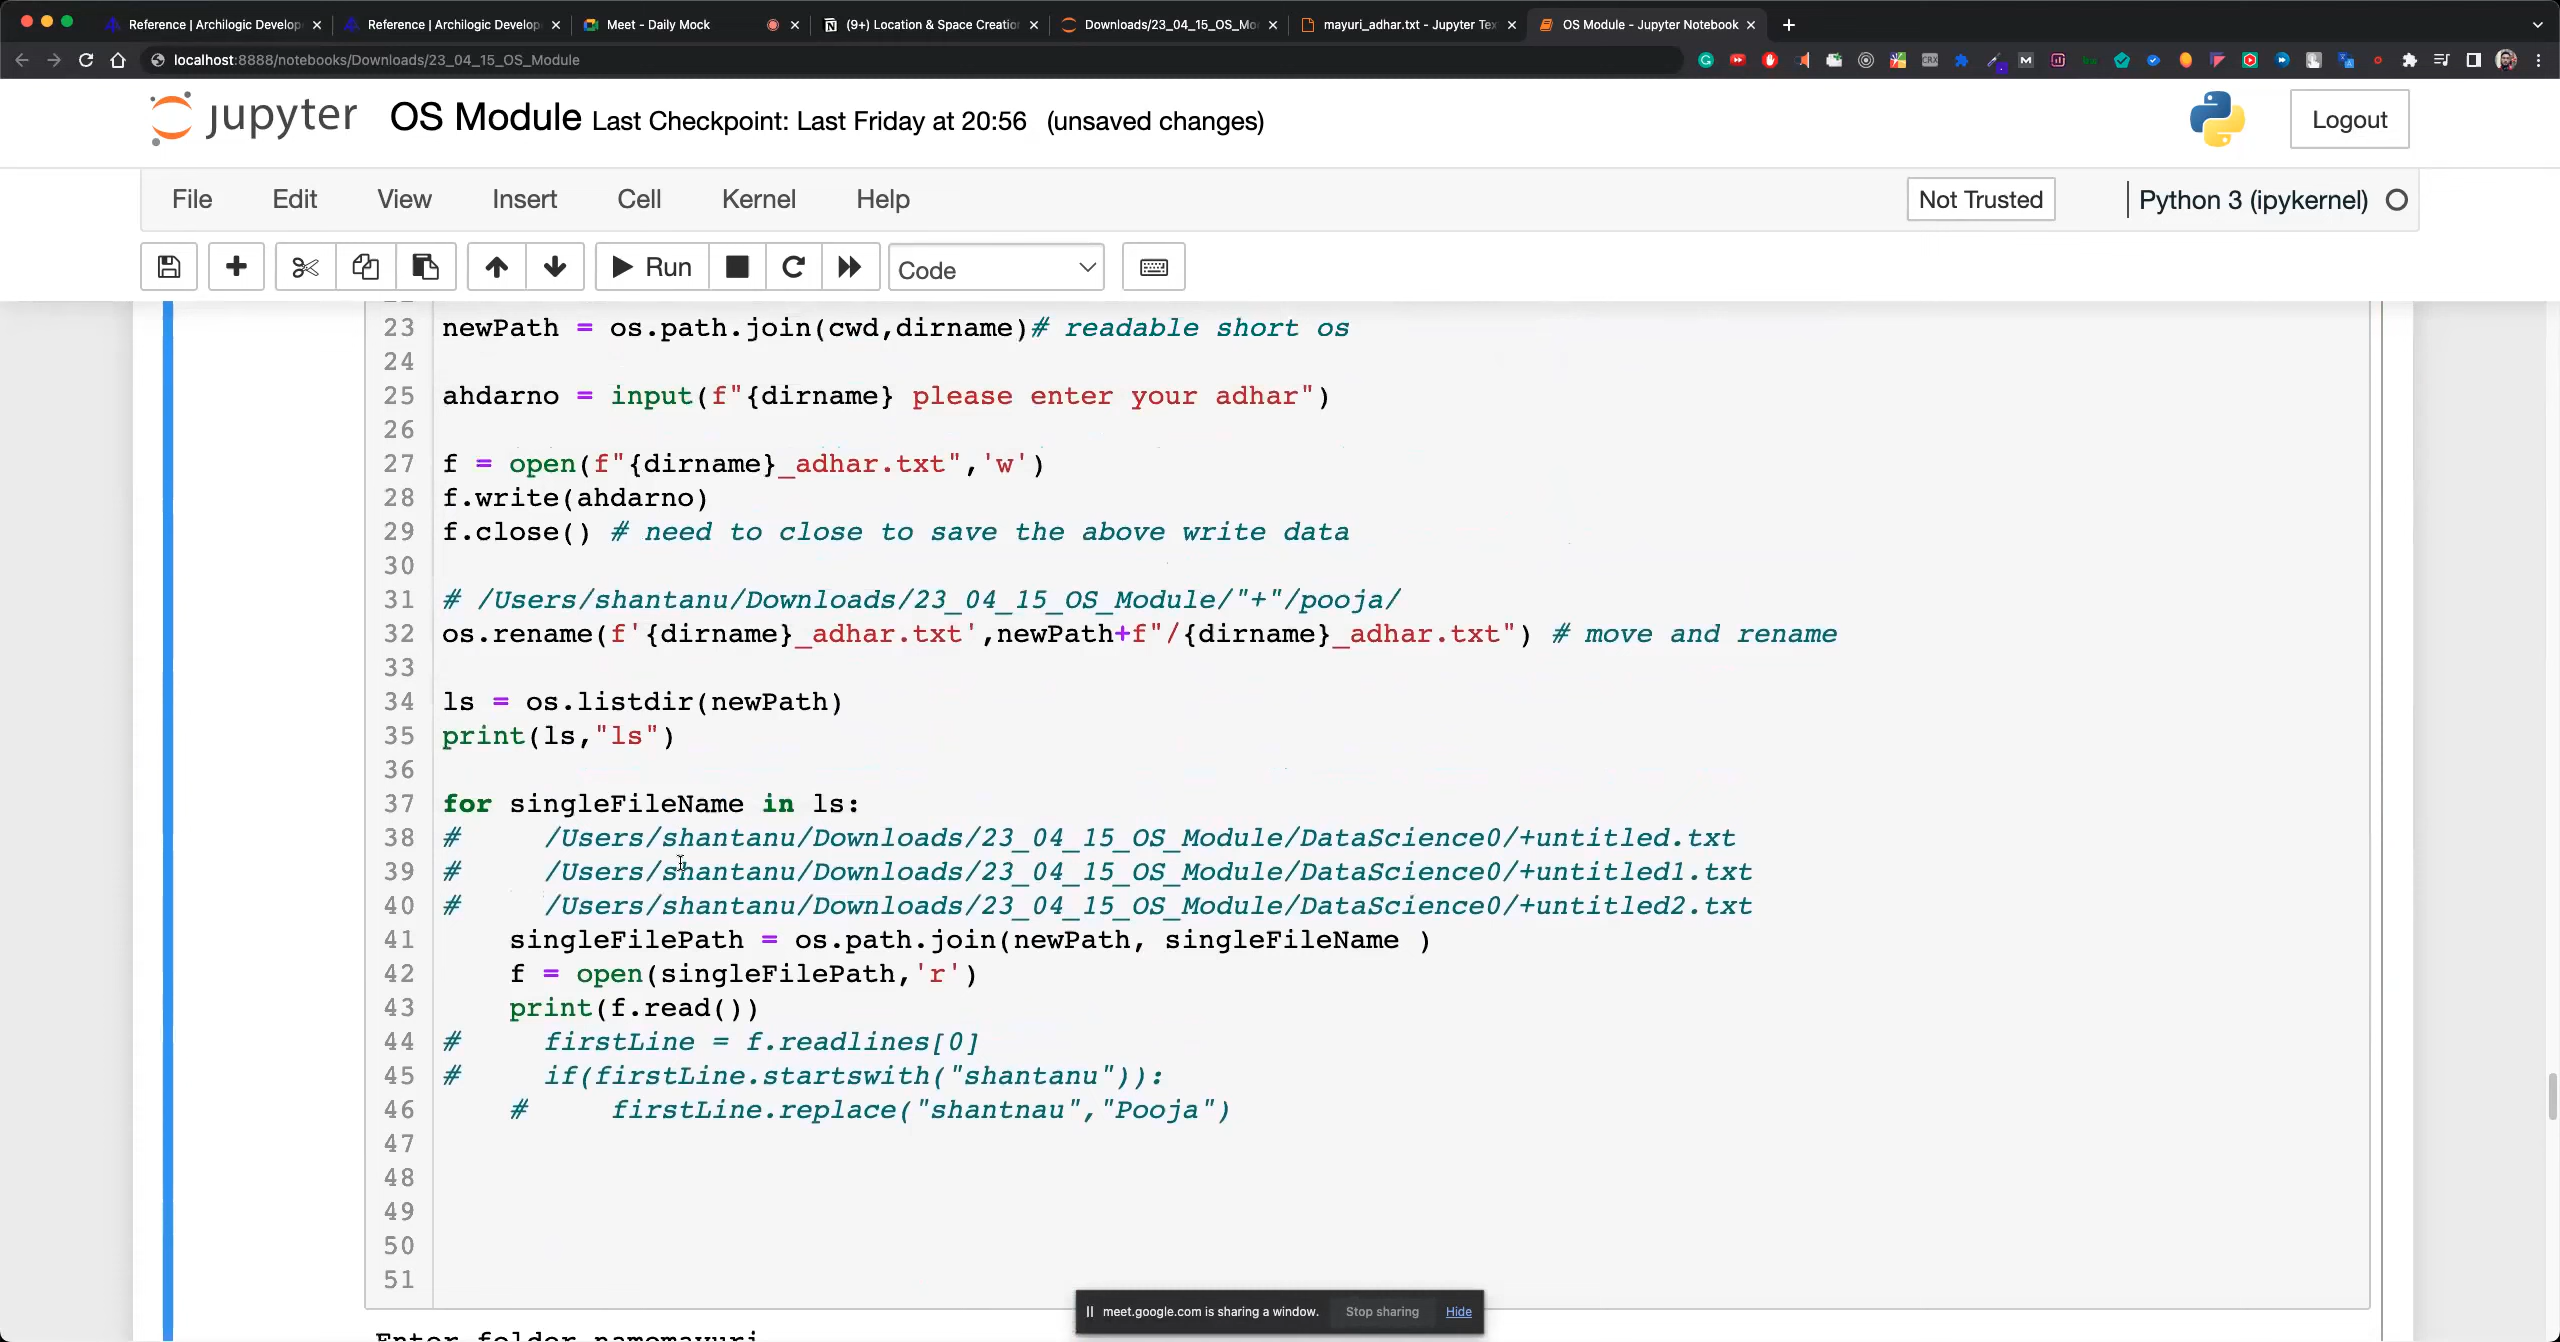 Reference | Archilogic Develop
Reference | Archilogic Develop
Meet - Daily Mock
(9+) Location & Space Creation
Downloads/23_04_15_OS_Mo
mayuri_adhar.txt - Jupyter Tex
OS Module - Jupyter Notebook
localhost:8888/notebooks/Downloads/23_04_15_OS_Module
jupyter OS Module Last Checkpoint: Last Friday at 20:56 (unsaved changes)
Logout
File Edit View Insert Cell Kernel Help
Not Trusted
Python 3 (ipykernel)
Run
Code
23 newPath = os.path.join(cwd,dirname)# readable short os
24
25 ahdarno = input(f"{dirname} please enter your adhar")
26
27 f = open(f"{dirname}_adhar.txt",'w')
28 f.write(ahdarno)
29 f.close() # need to close to save the above write data
30
31 # /Users/shantanu/Downloads/23_04_15_OS_Module/"+"/pooja/
32 os.rename(f'{dirname}_adhar.txt',newPath+f"/{dirname}_adhar.txt") # move and rename
33
34 ls = os.listdir(newPath)
35 print(ls,"ls")
36
37 for singleFileName in ls:
38 #     /Users/shantanu/Downloads/23_04_15_OS_Module/DataScience0/+untitled.txt
39 #     /Users/shantanu/Downloads/23_04_15_OS_Module/DataScience0/+untitled1.txt
40 #     /Users/shantanu/Downloads/23_04_15_OS_Module/DataScience0/+untitled2.txt
41     singleFilePath = os.path.join(newPath, singleFileName )
42     f = open(singleFilePath,'r')
43     print(f.read())
44 #     firstLine = f.readlines[0]
45 #     if(firstLine.startswith("shantanu")):
46     #     firstLine.replace("shantnau","Pooja")
47
48
49
50
51
meet.google.com is sharing a window. Stop sharing Hide
Enter folder namemayuri